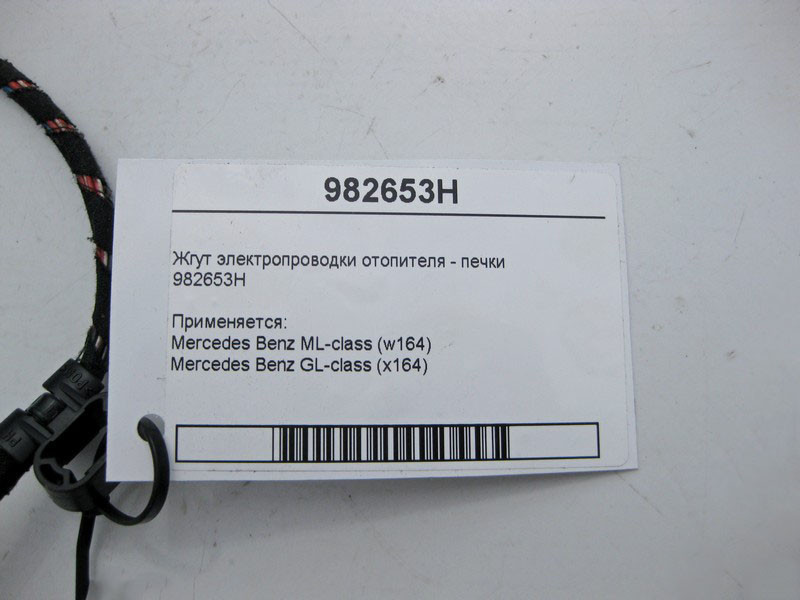 982653H
Жгут электропроводки отопителя - печки
982653H
Применяется:
Mercedes Benz ML-class (w164)
Mercedes Benz GL-class (x164)